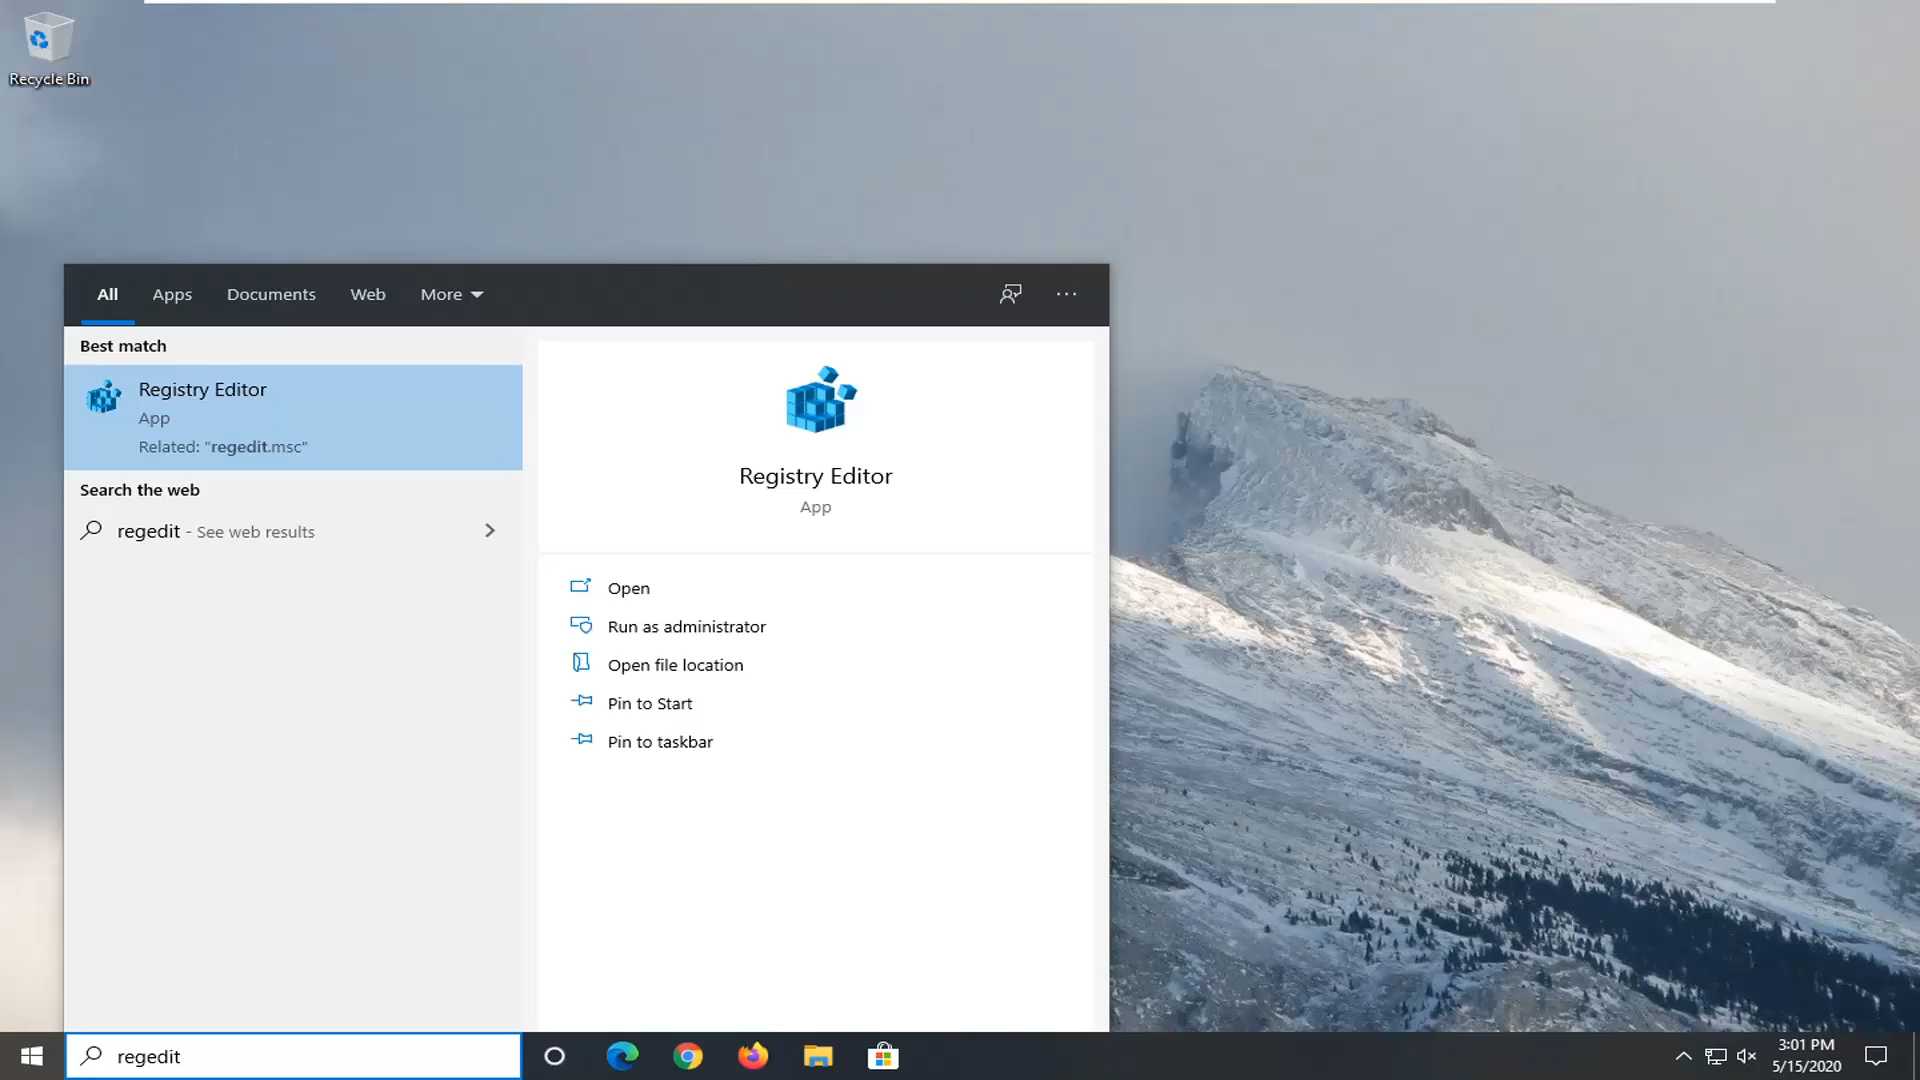 Recycle Bin
All Apps Documents Web More
Best match
Registry Editor
App
Related: "regedit.msc"
Search the web
regedit - See web results
Registry Editor
App
Open
Run as administrator
Open file location
Pin to Start
Pin to taskbar
regedit
3:01 PM
5/15/2020